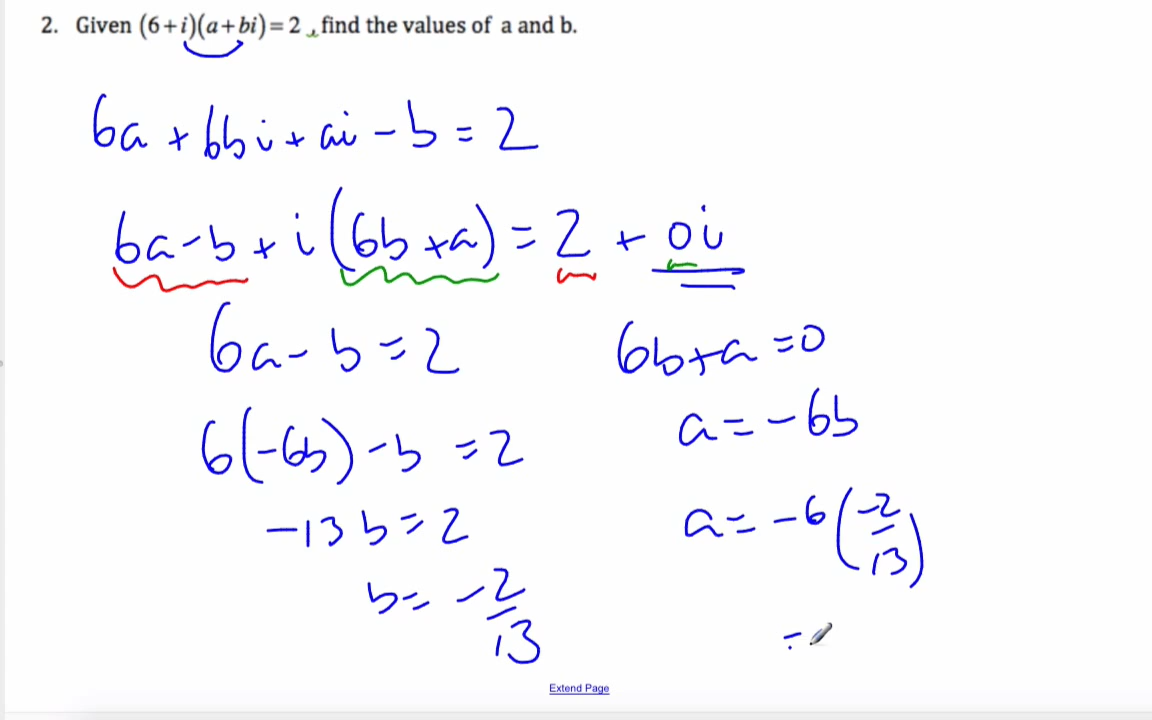 2. Given (6+i)(a+bi)=2 , find the values of a and b.
6a + 6bi + ai - b = 2
6a - b + i(6b + a) = 2 + 0i
6a - b = 2
6b + a = 0
6(-6b) - b = 2
a = -6b
-13b = 2
a = -6(-2/13)
b = -2/13
=
Extend Page